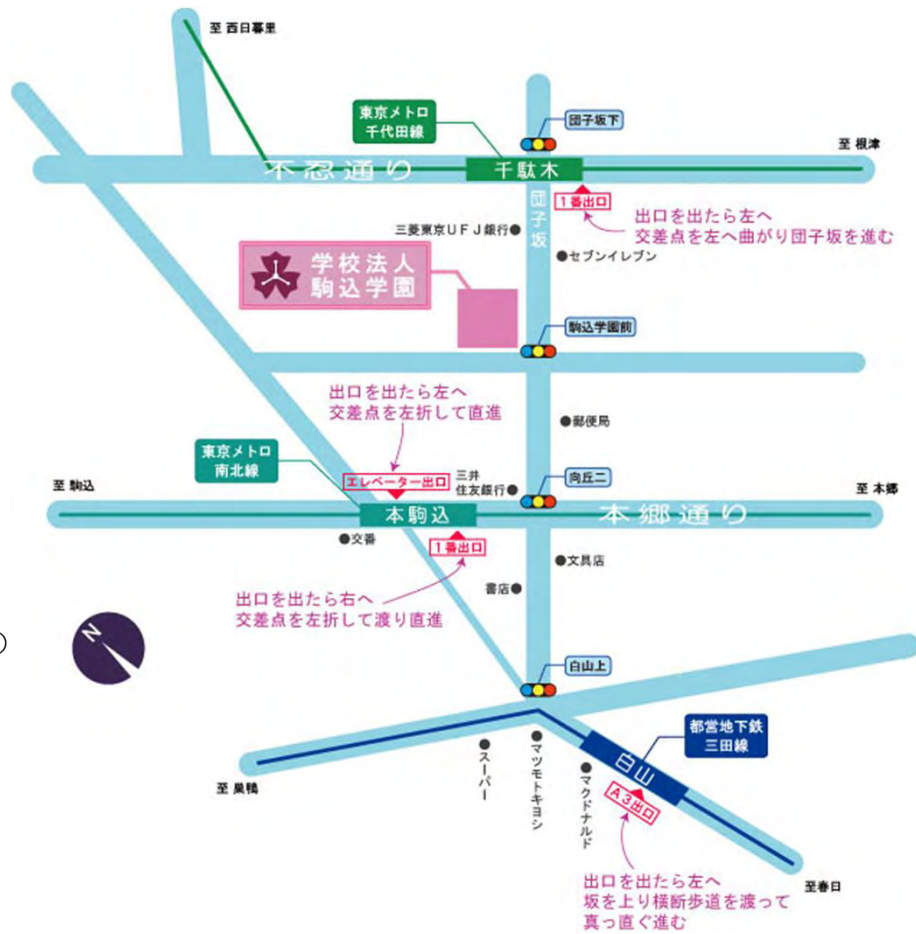 至 西日暮里
東京メトロ
千代田線
団子坂下
至 根津
不忍通り
千駄木
1番出口
団子坂
出口を出たら左へ
交差点を左へ曲がり団子坂を進む
三菱東京UFJ銀行●
●セブンイレブン
学校法人
駒込学園
駒込学園前
出口を出たら左へ
交差点を左折して直進
●郵便局
東京メトロ
南北線
エレベーター出口
三井
住友銀行●
向丘二
至 駒込
至 本郷
本駒込
本郷通り
●交番
1番出口
●文具店
書店●
出口を出たら右へ
交差点を左折して渡り直進
N
白山上
都営地下鉄
三田線
白山
至 巣鴨
●スーパー
●マツモトキヨシ
●マクドナルド
A3出口
至春日
出口を出たら左へ
坂を上り横断歩道を渡って
真っ直ぐ進む